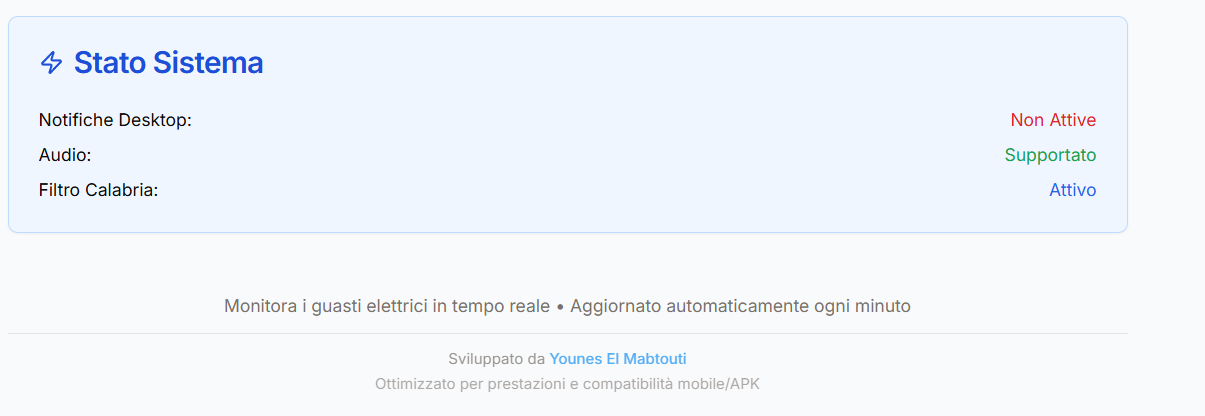 Stato Sistema
Notifiche Desktop: Non Attive
Audio: Supportato
Filtro Calabria: Attivo
Monitora i guasti elettrici in tempo reale • Aggiornato automaticamente ogni minuto
Sviluppato da Younes El Mabtouti
Ottimizzato per prestazioni e compatibilità mobile/APK